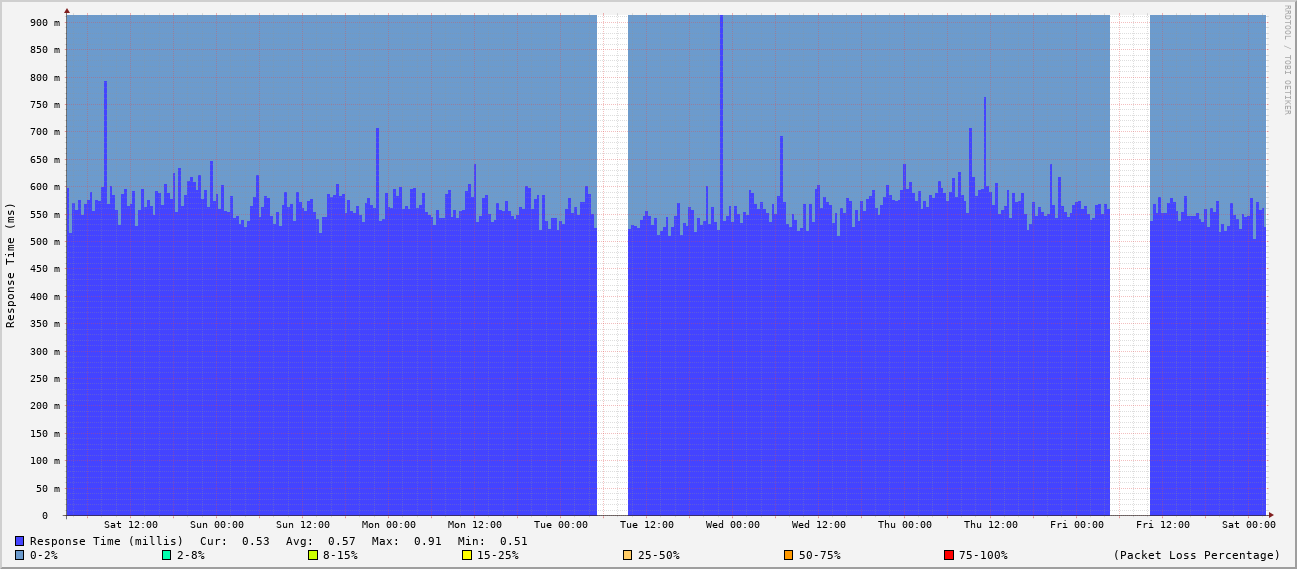 900 m
850 m
800 m
750 m
700 m
650 m
600 m
550 m
500 m
450 m
400 m
350 m
300 m
250 m
200 m
150 m
100 m
50 m
0
Response Time (ms)
RRDTOOL / TOBI OETIKER
Sat 12:00 Sun 00:00 Sun 12:00 Mon 00:00 Mon 12:00 Tue 00:00 Tue 12:00 Wed 00:00 Wed 12:00 Thu 00:00 Thu 12:00 Fri 00:00 Fri 12:00 Sat 00:00
Response Time (millis) Cur: 0.53 Avg: 0.57 Max: 0.91 Min: 0.51
0-2% 2-8% 8-15% 15-25% 25-50% 50-75% 75-100% (Packet Loss Percentage)